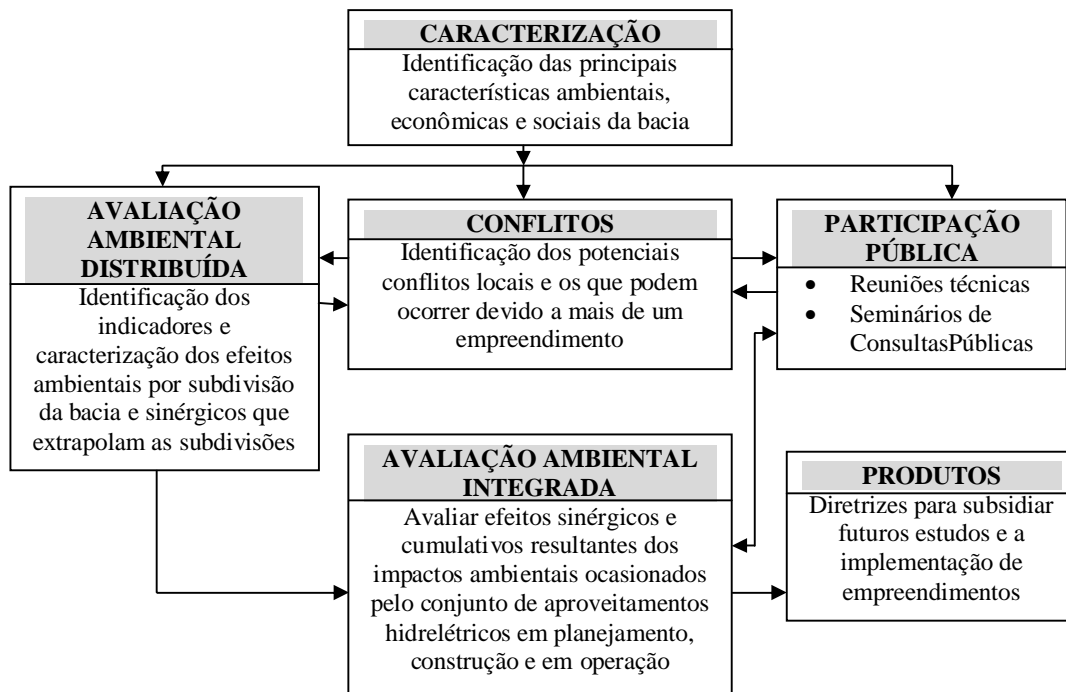 CARACTERIZAÇÃO
Identificação das principais
características ambientais,
econômicas e sociais da bacia
AVALIAÇÃO
AMBIENTAL
DISTRIBUÍDA
Identificação dos
indicadores e
caracterização dos efeitos
ambientais por subdivisão
da bacia e sinérgicos que
extrapolam as subdivisões
CONFLITOS
Identificação dos potenciais
conflitos locais e os que podem
ocorrer devido a mais de um
empreendimento
PARTICIPAÇÃO
PÚBLICA
• Reuniões técnicas
• Seminários de
ConsultasPúblicas
AVALIAÇÃO AMBIENTAL
INTEGRADA
Avaliar efeitos sinérgicos e
cumulativos resultantes dos
impactos ambientais ocasionados
pelo conjunto de aproveitamentos
hidrelétricos em planejamento,
construção e em operação
PRODUTOS
Diretrizes para subsidiar
futuros estudos e a
implementação de
empreendimentos